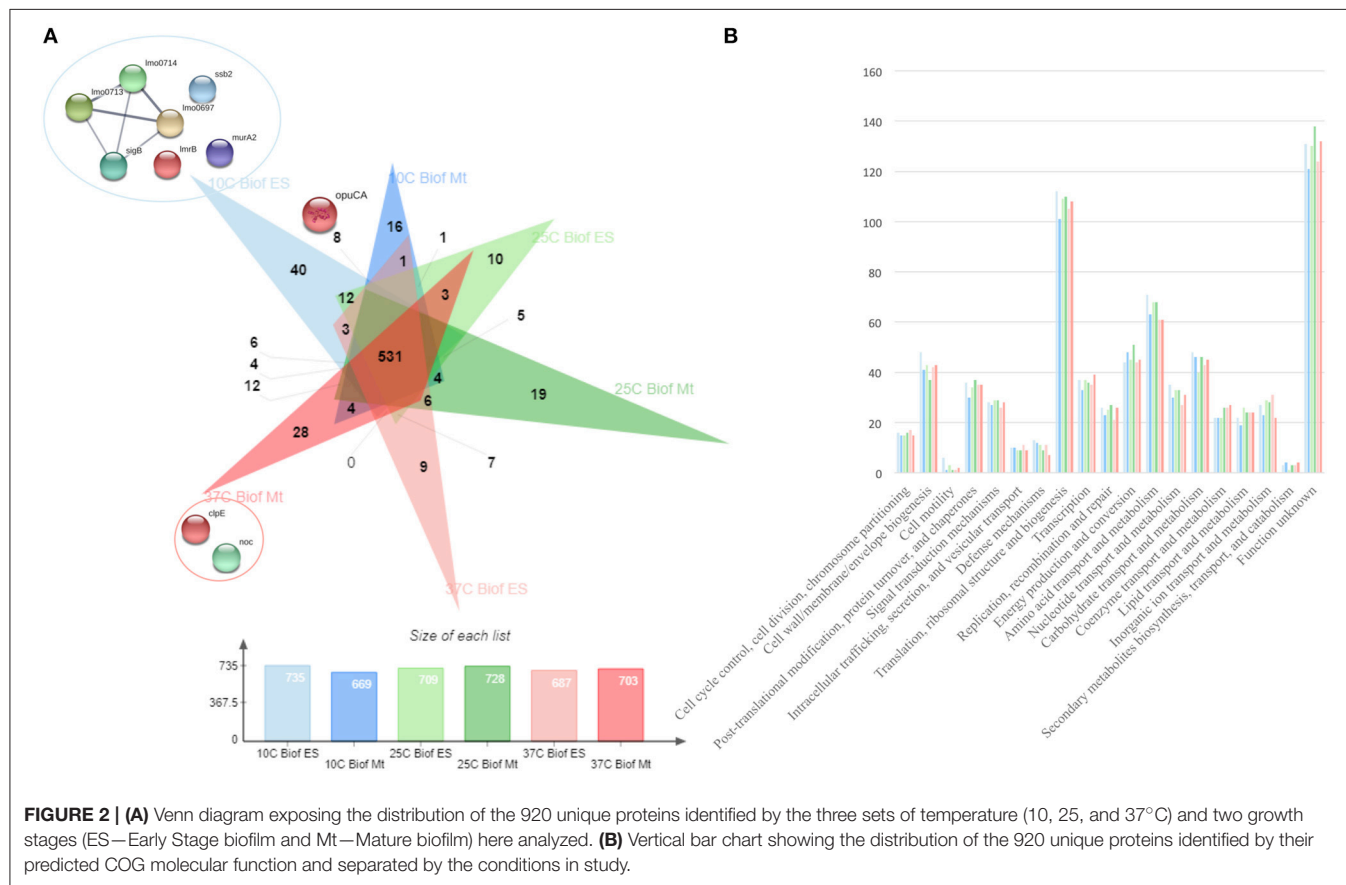 A
lmo0714
ssb2
lmo0713
lmo0697
murA2
sigB
lmrB
10C Biof ES
opuCA
10C Biof Mt
8
16
1
25C Biof ES
40
1
10
12
3
5
3
6
4
531
12
4
25C Biof Mt
19
4
6
28
0
9
7
37C Biof Mt
clpE
noc
37C Biof ES
Size of each list
735
367.5
0
735
669
709
728
687
703
10C Biof ES
10C Biof Mt
25C Biof ES
25C Biof Mt
37C Biof ES
37C Biof Mt
B
160
140
120
100
80
60
40
20
0
Cell cycle control, cell division, chromosome partitioning
Cell wall/membrane/envelope biogenesis
Cell motility
Post-translational modification, protein turnover, and chaperones
Signal transduction mechanisms
Intracellular trafficking, secretion, and vesicular transport
Defense mechanisms
Translation, ribosomal structure and biogenesis
Transcription
Replication, recombination and repair
Energy production and conversion
Amino acid transport and metabolism
Nucleotide transport and metabolism
Carbohydrate transport and metabolism
Coenzyme transport and metabolism
Lipid transport and metabolism
Inorganic ion transport and metabolism
Secondary metabolites biosynthesis, transport, and catabolism
Function unknown
FIGURE 2 | (A) Venn diagram exposing the distribution of the 920 unique proteins identified by the three sets of temperature (10, 25, and 37°C) and two growth
stages (ES—Early Stage biofilm and Mt—Mature biofilm) here analyzed. (B) Vertical bar chart showing the distribution of the 920 unique proteins identified by their
predicted COG molecular function and separated by the conditions in study.